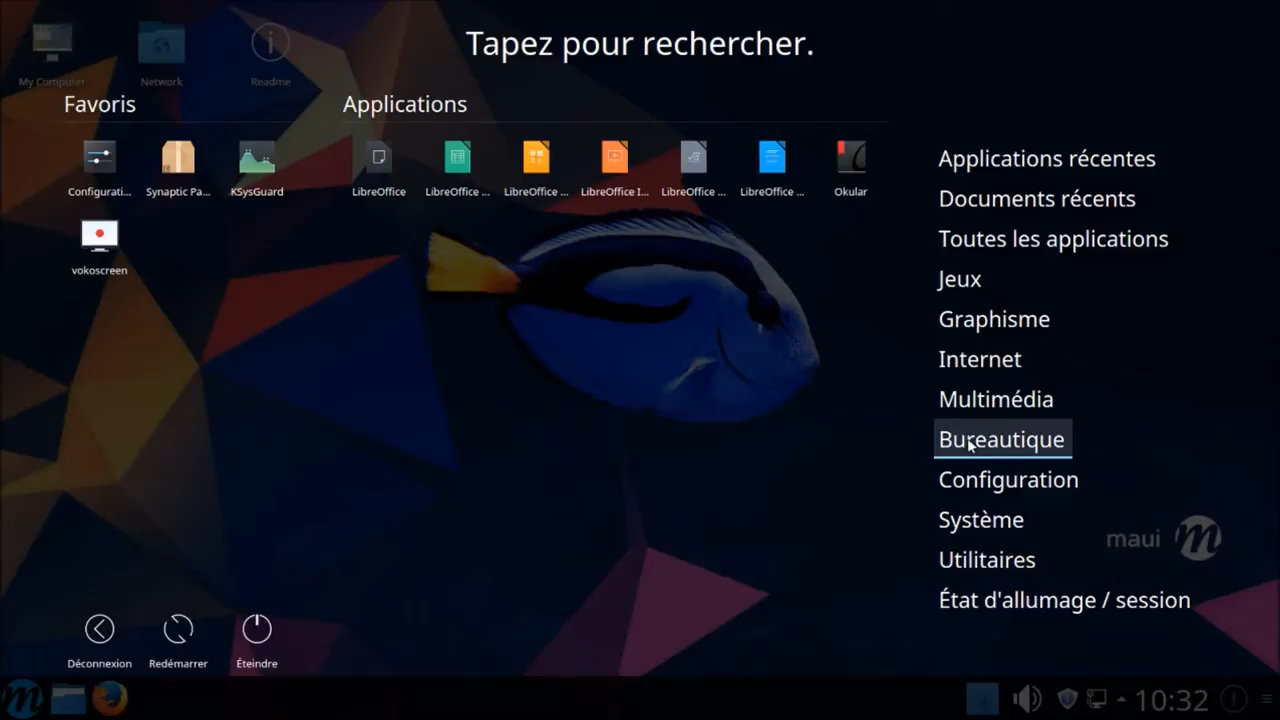 Tapez pour rechercher.
My Computer
Network
Readme
Favoris
Applications
Configurati...
Synaptic Pa...
KSysGuard
LibreOffice
LibreOffice ...
LibreOffice ...
LibreOffice I...
LibreOffice ...
LibreOffice ...
Okular
vokoscreen
Applications récentes
Documents récents
Toutes les applications
Jeux
Graphisme
Internet
Multimédia
Bureautique
Configuration
Système
Utilitaires
État d'allumage / session
maui m
Déconnexion
Redémarrer
Éteindre
m
10:32